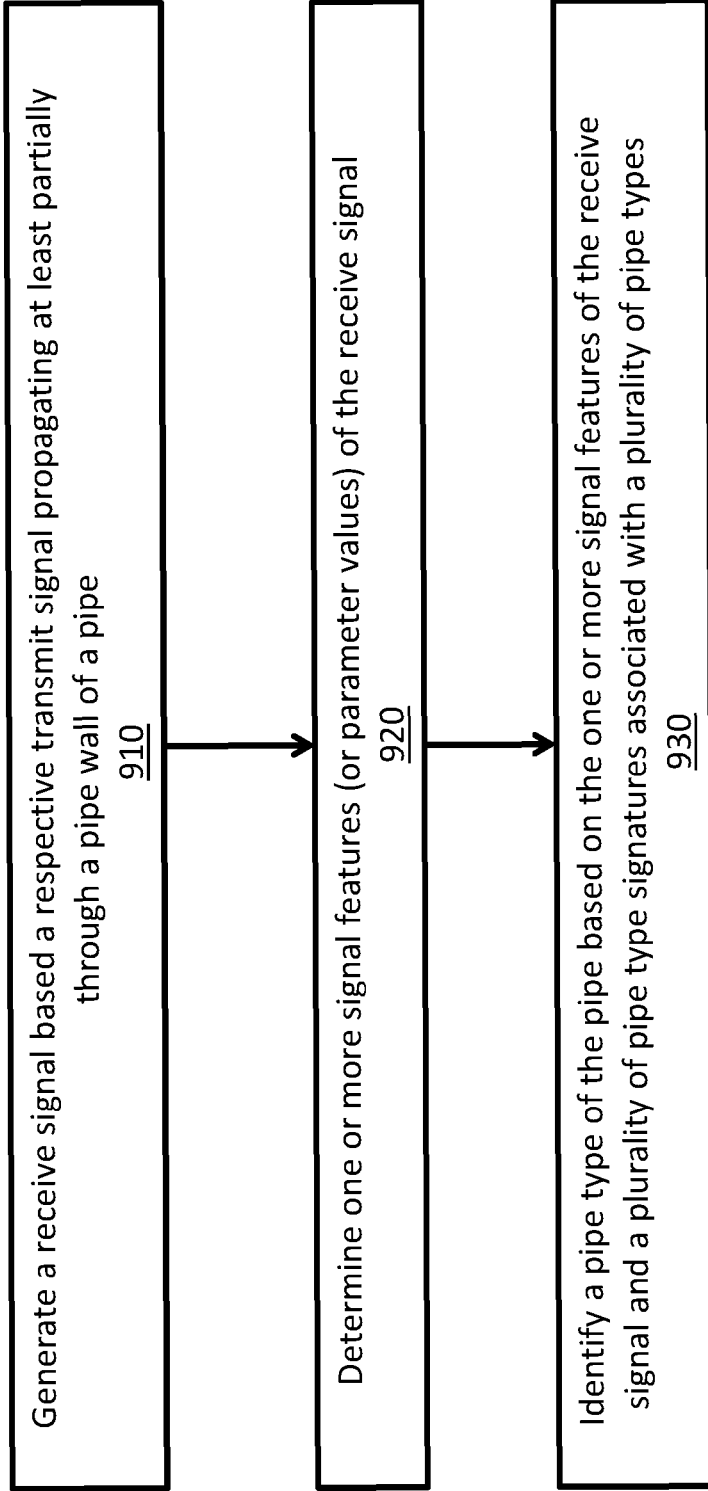 Generate a receive signal based a respective transmit signal propagating at least partially
through a pipe wall of a pipe
910
Determine one or more signal features (or parameter values) of the receive signal
920
Identify a pipe type of the pipe based on the one or more signal features of the receive
signal and a plurality of pipe type signatures associated with a plurality of pipe types
930